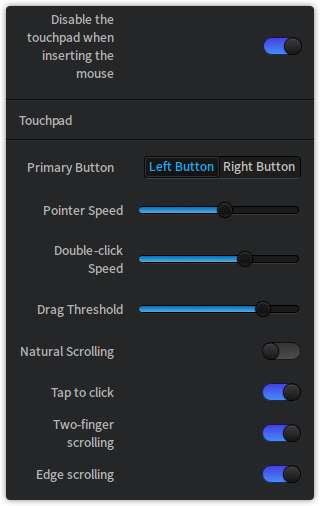 Disable the
touchpad when
inserting the
mouse
Touchpad
Primary Button Left Button Right Button
Pointer Speed
Double-click
Speed
Drag Threshold
Natural Scrolling
Tap to click
Two-finger
scrolling
Edge scrolling